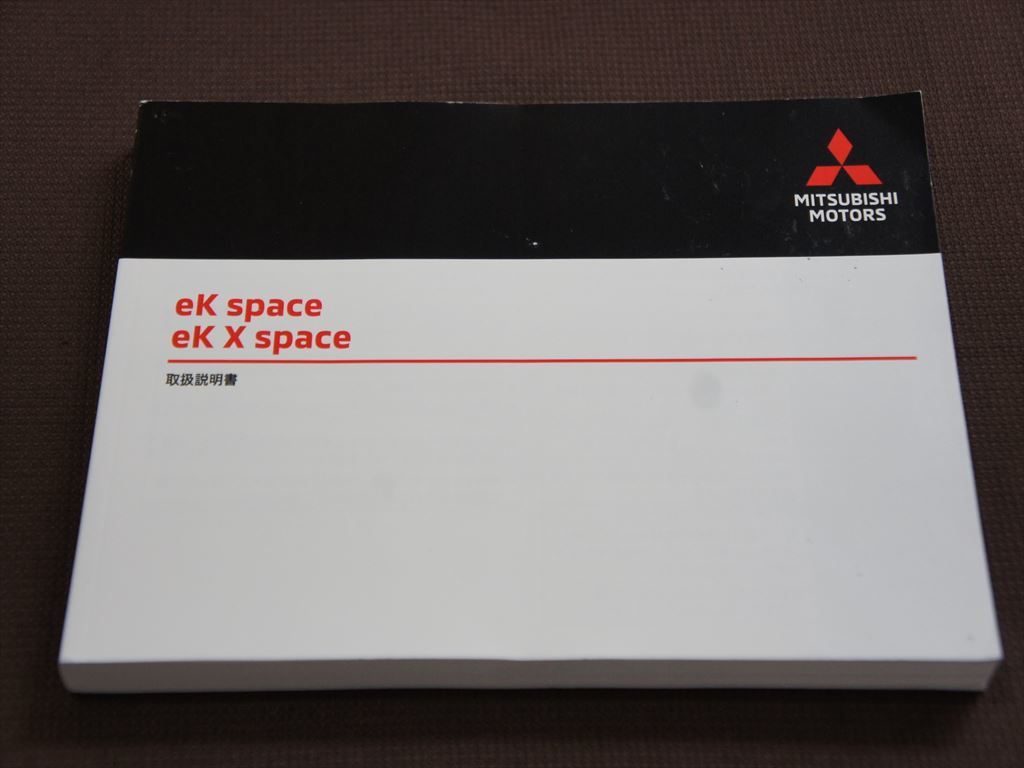 MITSUBISHI
MOTORS
eK space
eK X space
取扱説明書